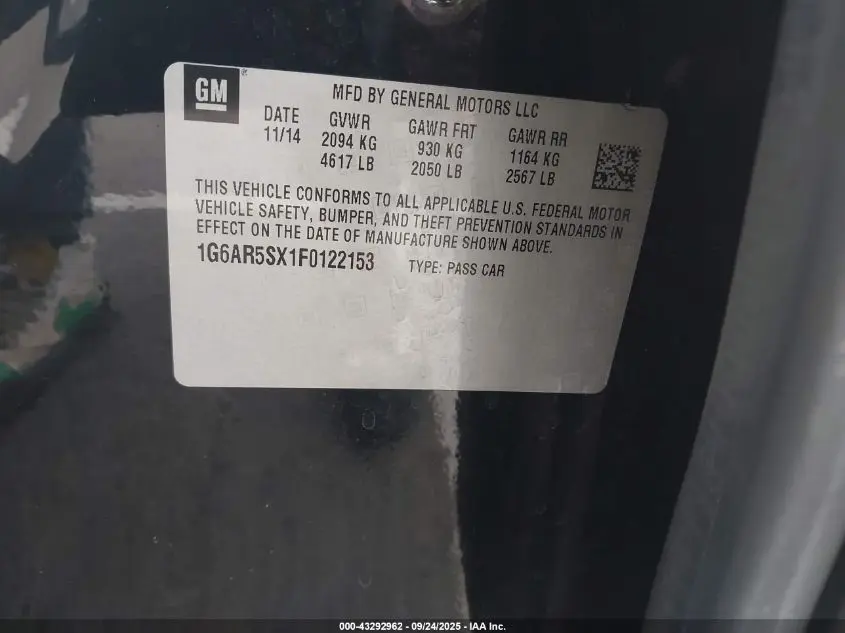 GM ®
MFD BY GENERAL MOTORS LLC
DATE GVWR GAWR FRT GAWR RR
11/14 2094 KG 930 KG 1164 KG
4617 LB 2050 LB 2567 LB
THIS VEHICLE CONFORMS TO ALL APPLICABLE U.S. FEDERAL MOTOR
VEHICLE SAFETY, BUMPER, AND THEFT PREVENTION STANDARDS IN
EFFECT ON THE DATE OF MANUFACTURE SHOWN ABOVE.
1G6AR5SX1F0122153 TYPE: PASS CAR
000-43292962 - 09/24/2025 - IAA, Inc.